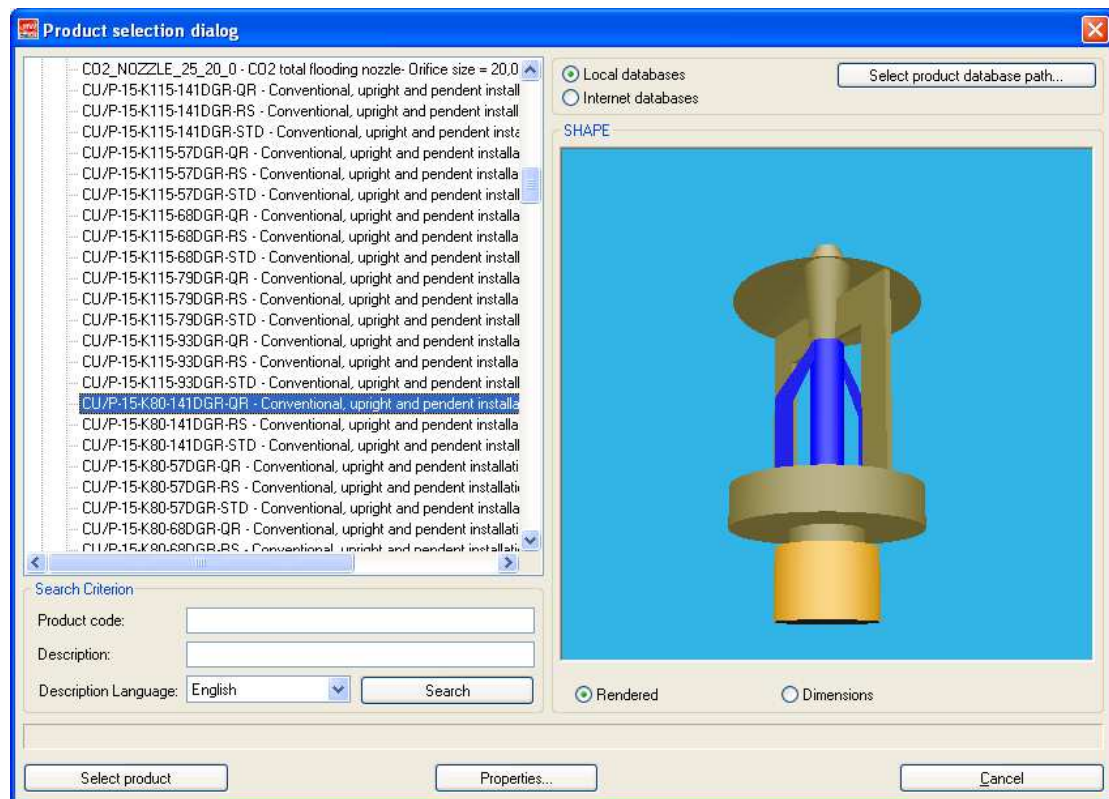 Product selection dialog
CO2_NOZZLE_25_20_0 - CO2 total flooding nozzle- Orifice size = 20,0
CU/P-15-K115-141DGR-QR - Conventional, upright and pendent install
CU/P-15-K115-141DGR-RS - Conventional, upright and pendent install
CU/P-15-K115-141DGR-STD - Conventional, upright and pendent insta
CU/P-15-K115-57DGR-QR - Conventional, upright and pendent installa
CU/P-15-K115-57DGR-RS - Conventional, upright and pendent installa
CU/P-15-K115-57DGR-STD - Conventional, upright and pendent install
CU/P-15-K115-68DGR-QR - Conventional, upright and pendent installa
CU/P-15-K115-68DGR-RS - Conventional, upright and pendent installa
CU/P-15-K115-68DGR-STD - Conventional, upright and pendent install
CU/P-15-K115-79DGR-QR - Conventional, upright and pendent installa
CU/P-15-K115-79DGR-RS - Conventional, upright and pendent installa
CU/P-15-K115-79DGR-STD - Conventional, upright and pendent install
CU/P-15-K115-93DGR-QR - Conventional, upright and pendent installa
CU/P-15-K115-93DGR-RS - Conventional, upright and pendent installa
CU/P-15-K115-93DGR-STD - Conventional, upright and pendent install
CU/P-15-K80-141DGR-QR - Conventional, upright and pendent installa
CU/P-15-K80-141DGR-RS - Conventional, upright and pendent installa
CU/P-15-K80-141DGR-STD - Conventional, upright and pendent install
CU/P-15-K80-57DGR-QR - Conventional, upright and pendent installati
CU/P-15-K80-57DGR-RS - Conventional, upright and pendent installati
CU/P-15-K80-57DGR-STD - Conventional, upright and pendent installa
CU/P-15-K80-68DGR-QR - Conventional, upright and pendent installati
CU/P-15-K80-68DGR-RS - Conventional, upright and pendent installati
Search Criterion
Product code:
Description:
Description Language: English Search
Local databases
Internet databases
Select product database path...
SHAPE
Rendered Dimensions
Select product Properties... Cancel